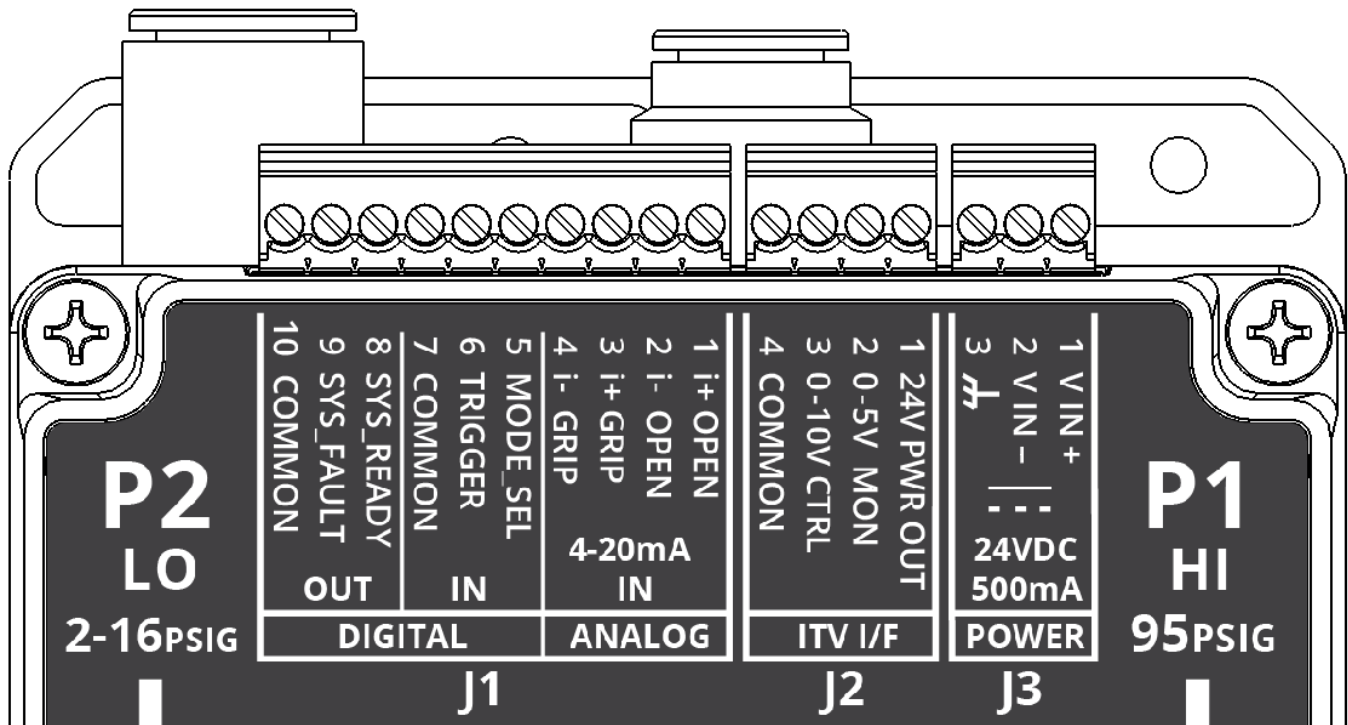 10 COMMON
9 SYS_FAULT
8 SYS_READY
7 COMMON
6 TRIGGER
5 MODE_SEL
4 i- GRIP
3 i+ GRIP
2 i- OPEN
1 i+ OPEN
4 COMMON
3 0-10V CTRL
2 0-5V MON
1 24V PWR OUT
3
2 V IN -
1 V IN +
P2
LO
2-16PSIG
OUT
IN
4-20mA
IN
24VDC
500mA
DIGITAL
ANALOG
ITV I/F
POWER
J1
J2
J3
P1
HI
95PSIG